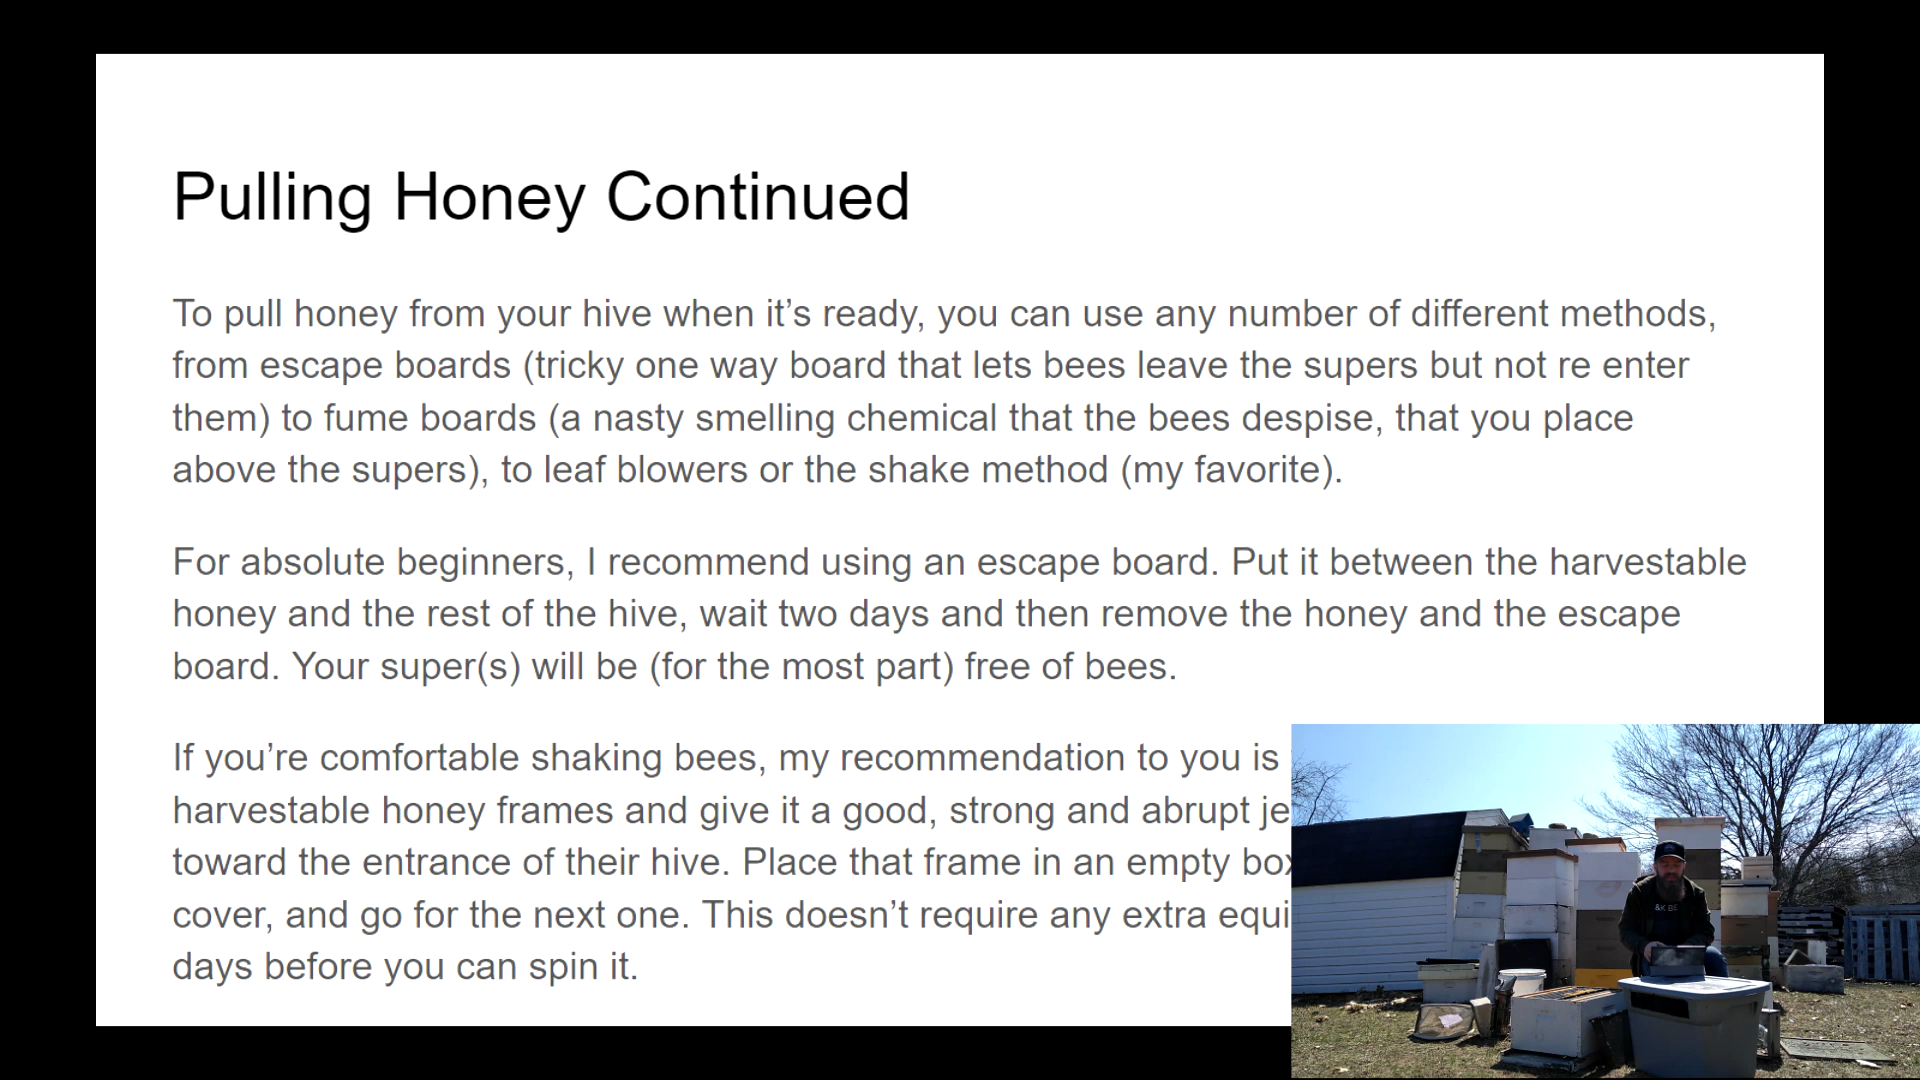 Pulling Honey Continued
To pull honey from your hive when it’s ready, you can use any number of different methods,
from escape boards (tricky one way board that lets bees leave the supers but not re enter
them) to fume boards (a nasty smelling chemical that the bees despise, that you place
above the supers), to leaf blowers or the shake method (my favorite).
For absolute beginners, I recommend using an escape board. Put it between the harvestable
honey and the rest of the hive, wait two days and then remove the honey and the escape
board. Your super(s) will be (for the most part) free of bees.
If you’re comfortable shaking bees, my recommendation to you is
harvestable honey frames and give it a good, strong and abrupt je
toward the entrance of their hive. Place that frame in an empty box
cover, and go for the next one. This doesn’t require any extra equi
days before you can spin it.
&K BE